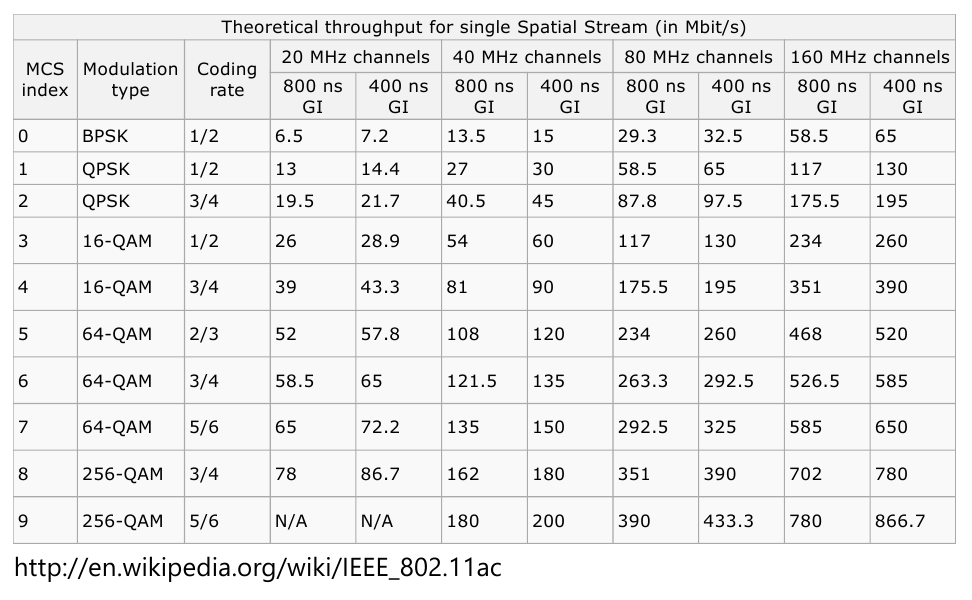 Theoretical throughput for single Spatial Stream (in Mbit/s)
MCS index Modulation type Coding rate 20 MHz channels 40 MHz channels 80 MHz channels 160 MHz channels
800 ns GI 400 ns GI 800 ns GI 400 ns GI 800 ns GI 400 ns GI 800 ns GI 400 ns GI
0 BPSK 1/2 6.5 7.2 13.5 15 29.3 32.5 58.5 65
1 QPSK 1/2 13 14.4 27 30 58.5 65 117 130
2 QPSK 3/4 19.5 21.7 40.5 45 87.8 97.5 175.5 195
3 16-QAM 1/2 26 28.9 54 60 117 130 234 260
4 16-QAM 3/4 39 43.3 81 90 175.5 195 351 390
5 64-QAM 2/3 52 57.8 108 120 234 260 468 520
6 64-QAM 3/4 58.5 65 121.5 135 263.3 292.5 526.5 585
7 64-QAM 5/6 65 72.2 135 150 292.5 325 585 650
8 256-QAM 3/4 78 86.7 162 180 351 390 702 780
9 256-QAM 5/6 N/A N/A 180 200 390 433.3 780 866.7
http://en.wikipedia.org/wiki/IEEE_802.11ac